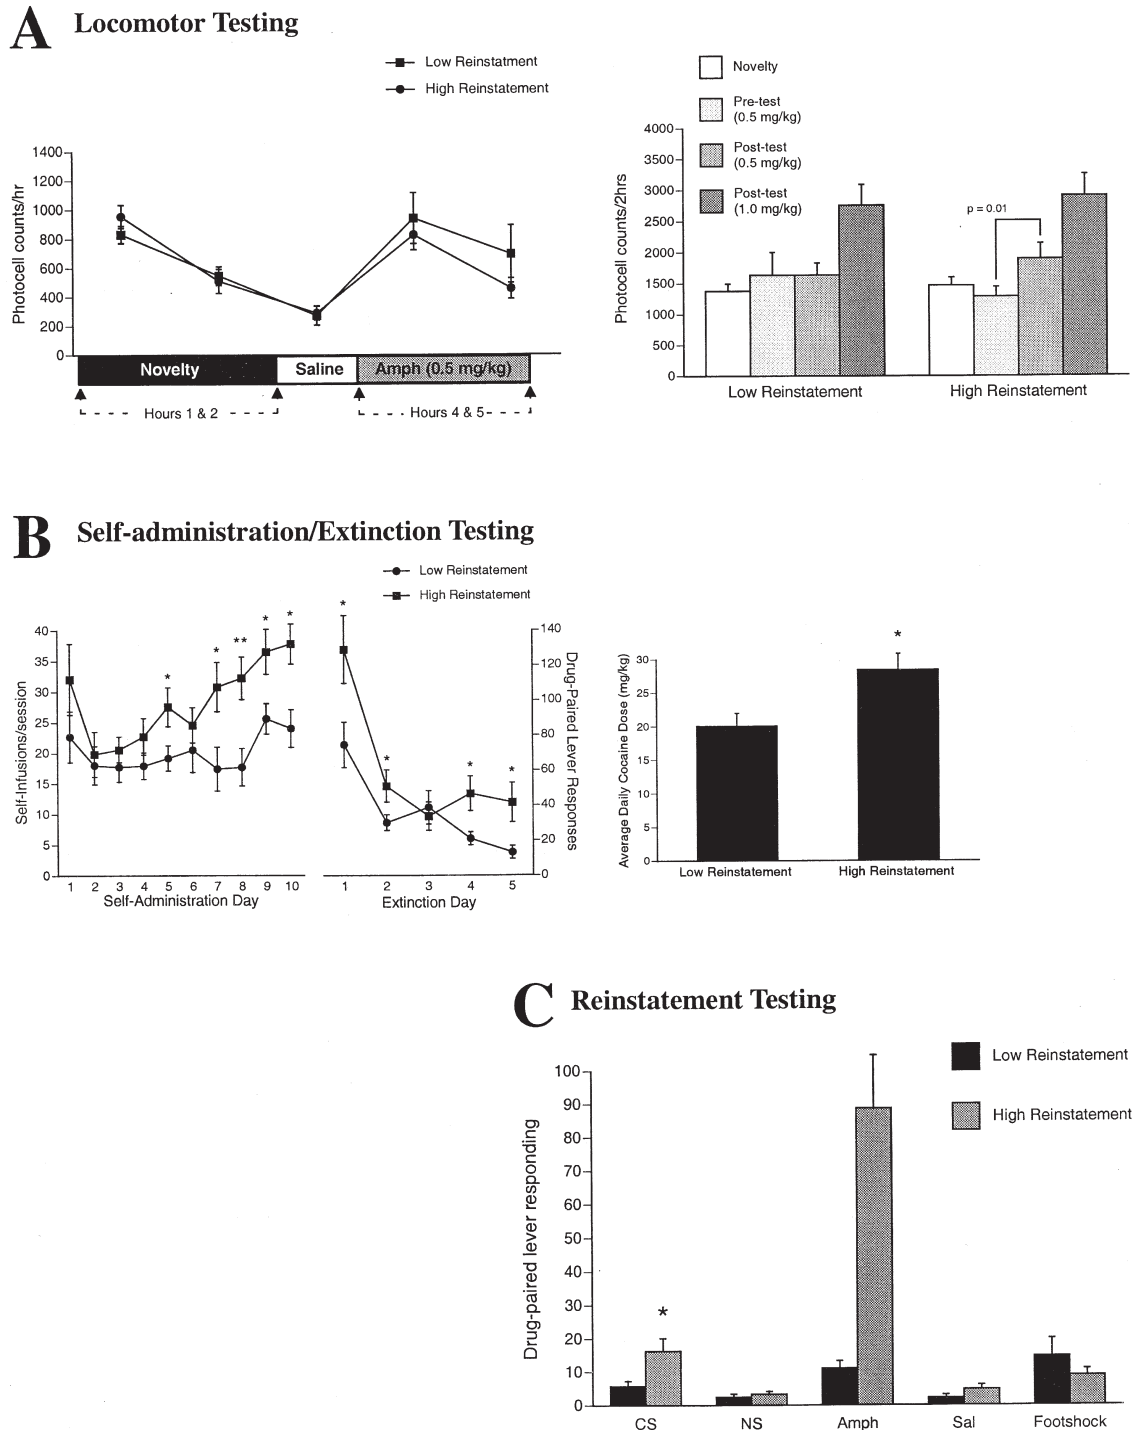 A Locomotor Testing
Low Reinstatment
High Reinstatement
Photocell counts/hr
1400
1200
1000
800
600
400
200
0
Novelty Saline Amph (0.5 mg/kg)
Hours 1 & 2 Hours 4 & 5
Novelty
Pre-test
(0.5 mg/kg)
Post-test
(0.5 mg/kg)
Post-test
(1.0 mg/kg)
Photocell counts/2hrs
4000
3500
3000
2500
2000
1500
1000
500
0
p = 0.01
Low Reinstatement High Reinstatement
B Self-administration/Extinction Testing
Low Reinstatement
High Reinstatement
Self-Infusions/session
40
35
30
25
20
15
10
5
0
* * ** * *
1 2 3 4 5 6 7 8 9 10
Self-Administration Day
* * * *
140
120
100
80
60
40
20
0
Drug-Paired Lever Responses
1 2 3 4 5
Extinction Day
Average Daily Cocaine Dose (mg/kg)
30
25
20
15
10
5
0
*
Low Reinstatement High Reinstatement
C Reinstatement Testing
Low Reinstatement
High Reinstatement
Drug-paired lever responding
100
90
80
70
60
50
40
30
20
10
0
*
CS NS Amph Sal Footshock